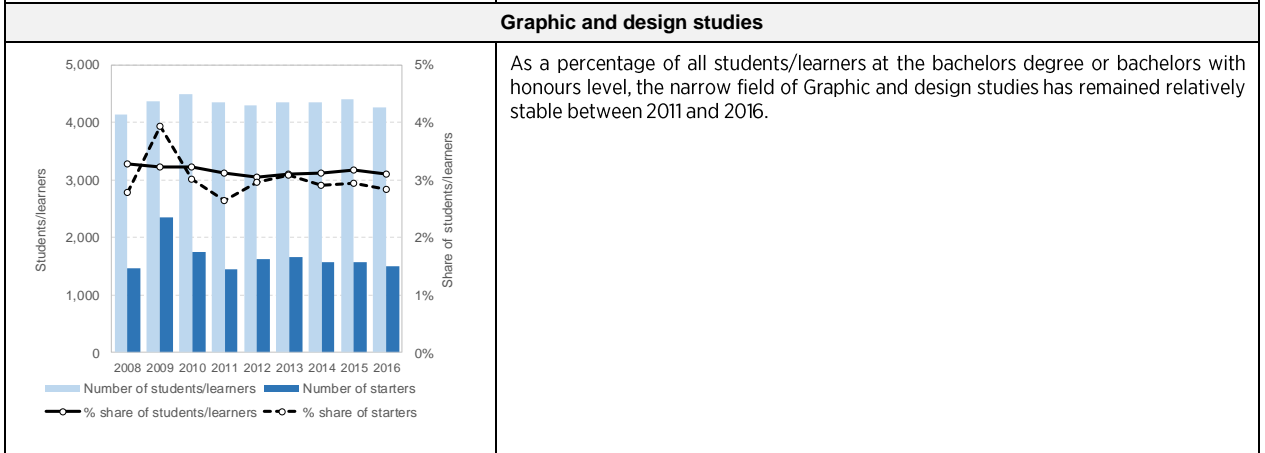 Graphic and design studies
5,000
4,000
3,000
2,000
1,000
0
Students/learners
5%
4%
3%
2%
1%
0%
Share of students/learners
2008 2009 2010 2011 2012 2013 2014 2015 2016
Number of students/learners Number of starters
% share of students/learners % share of starters
As a percentage of all students/learners at the bachelors degree or bachelors with
honours level, the narrow field of Graphic and design studies has remained relatively
stable between 2011 and 2016.